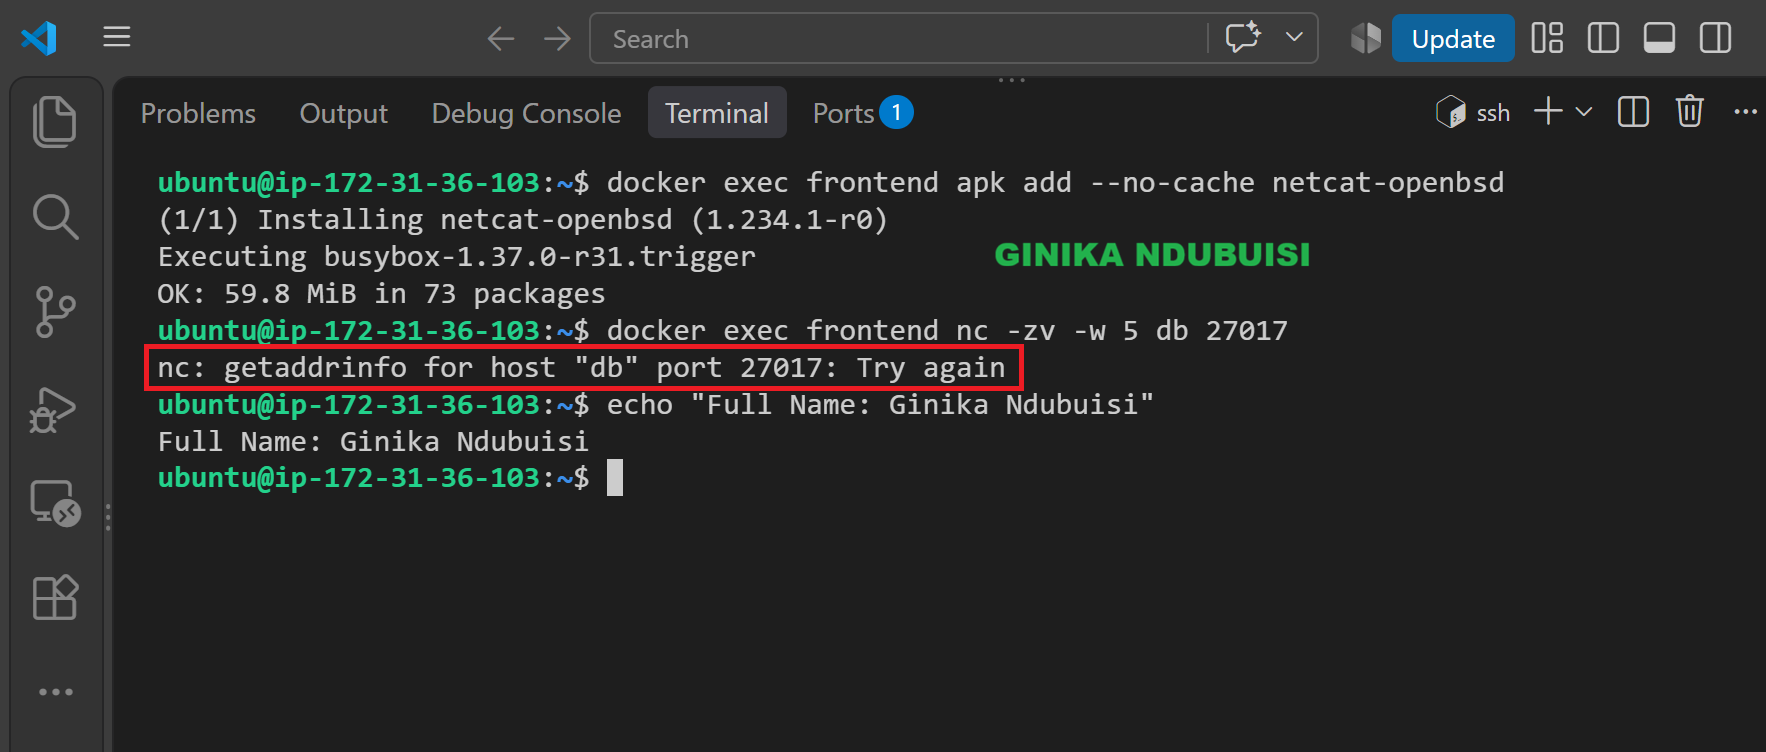 Search
Update
Problems
Output
Debug Console
Terminal
Ports 1
ssh
ubuntu@ip-172-31-36-103:~$ docker exec frontend apk add --no-cache netcat-openbsd
(1/1) Installing netcat-openbsd (1.234.1-r0)
Executing busybox-1.37.0-r31.trigger
GINIKA NDUBUISI
OK: 59.8 MiB in 73 packages
ubuntu@ip-172-31-36-103:~$ docker exec frontend nc -zv -w 5 db 27017
nc: getaddrinfo for host "db" port 27017: Try again
ubuntu@ip-172-31-36-103:~$ echo "Full Name: Ginika Ndubuisi"
Full Name: Ginika Ndubuisi
ubuntu@ip-172-31-36-103:~$